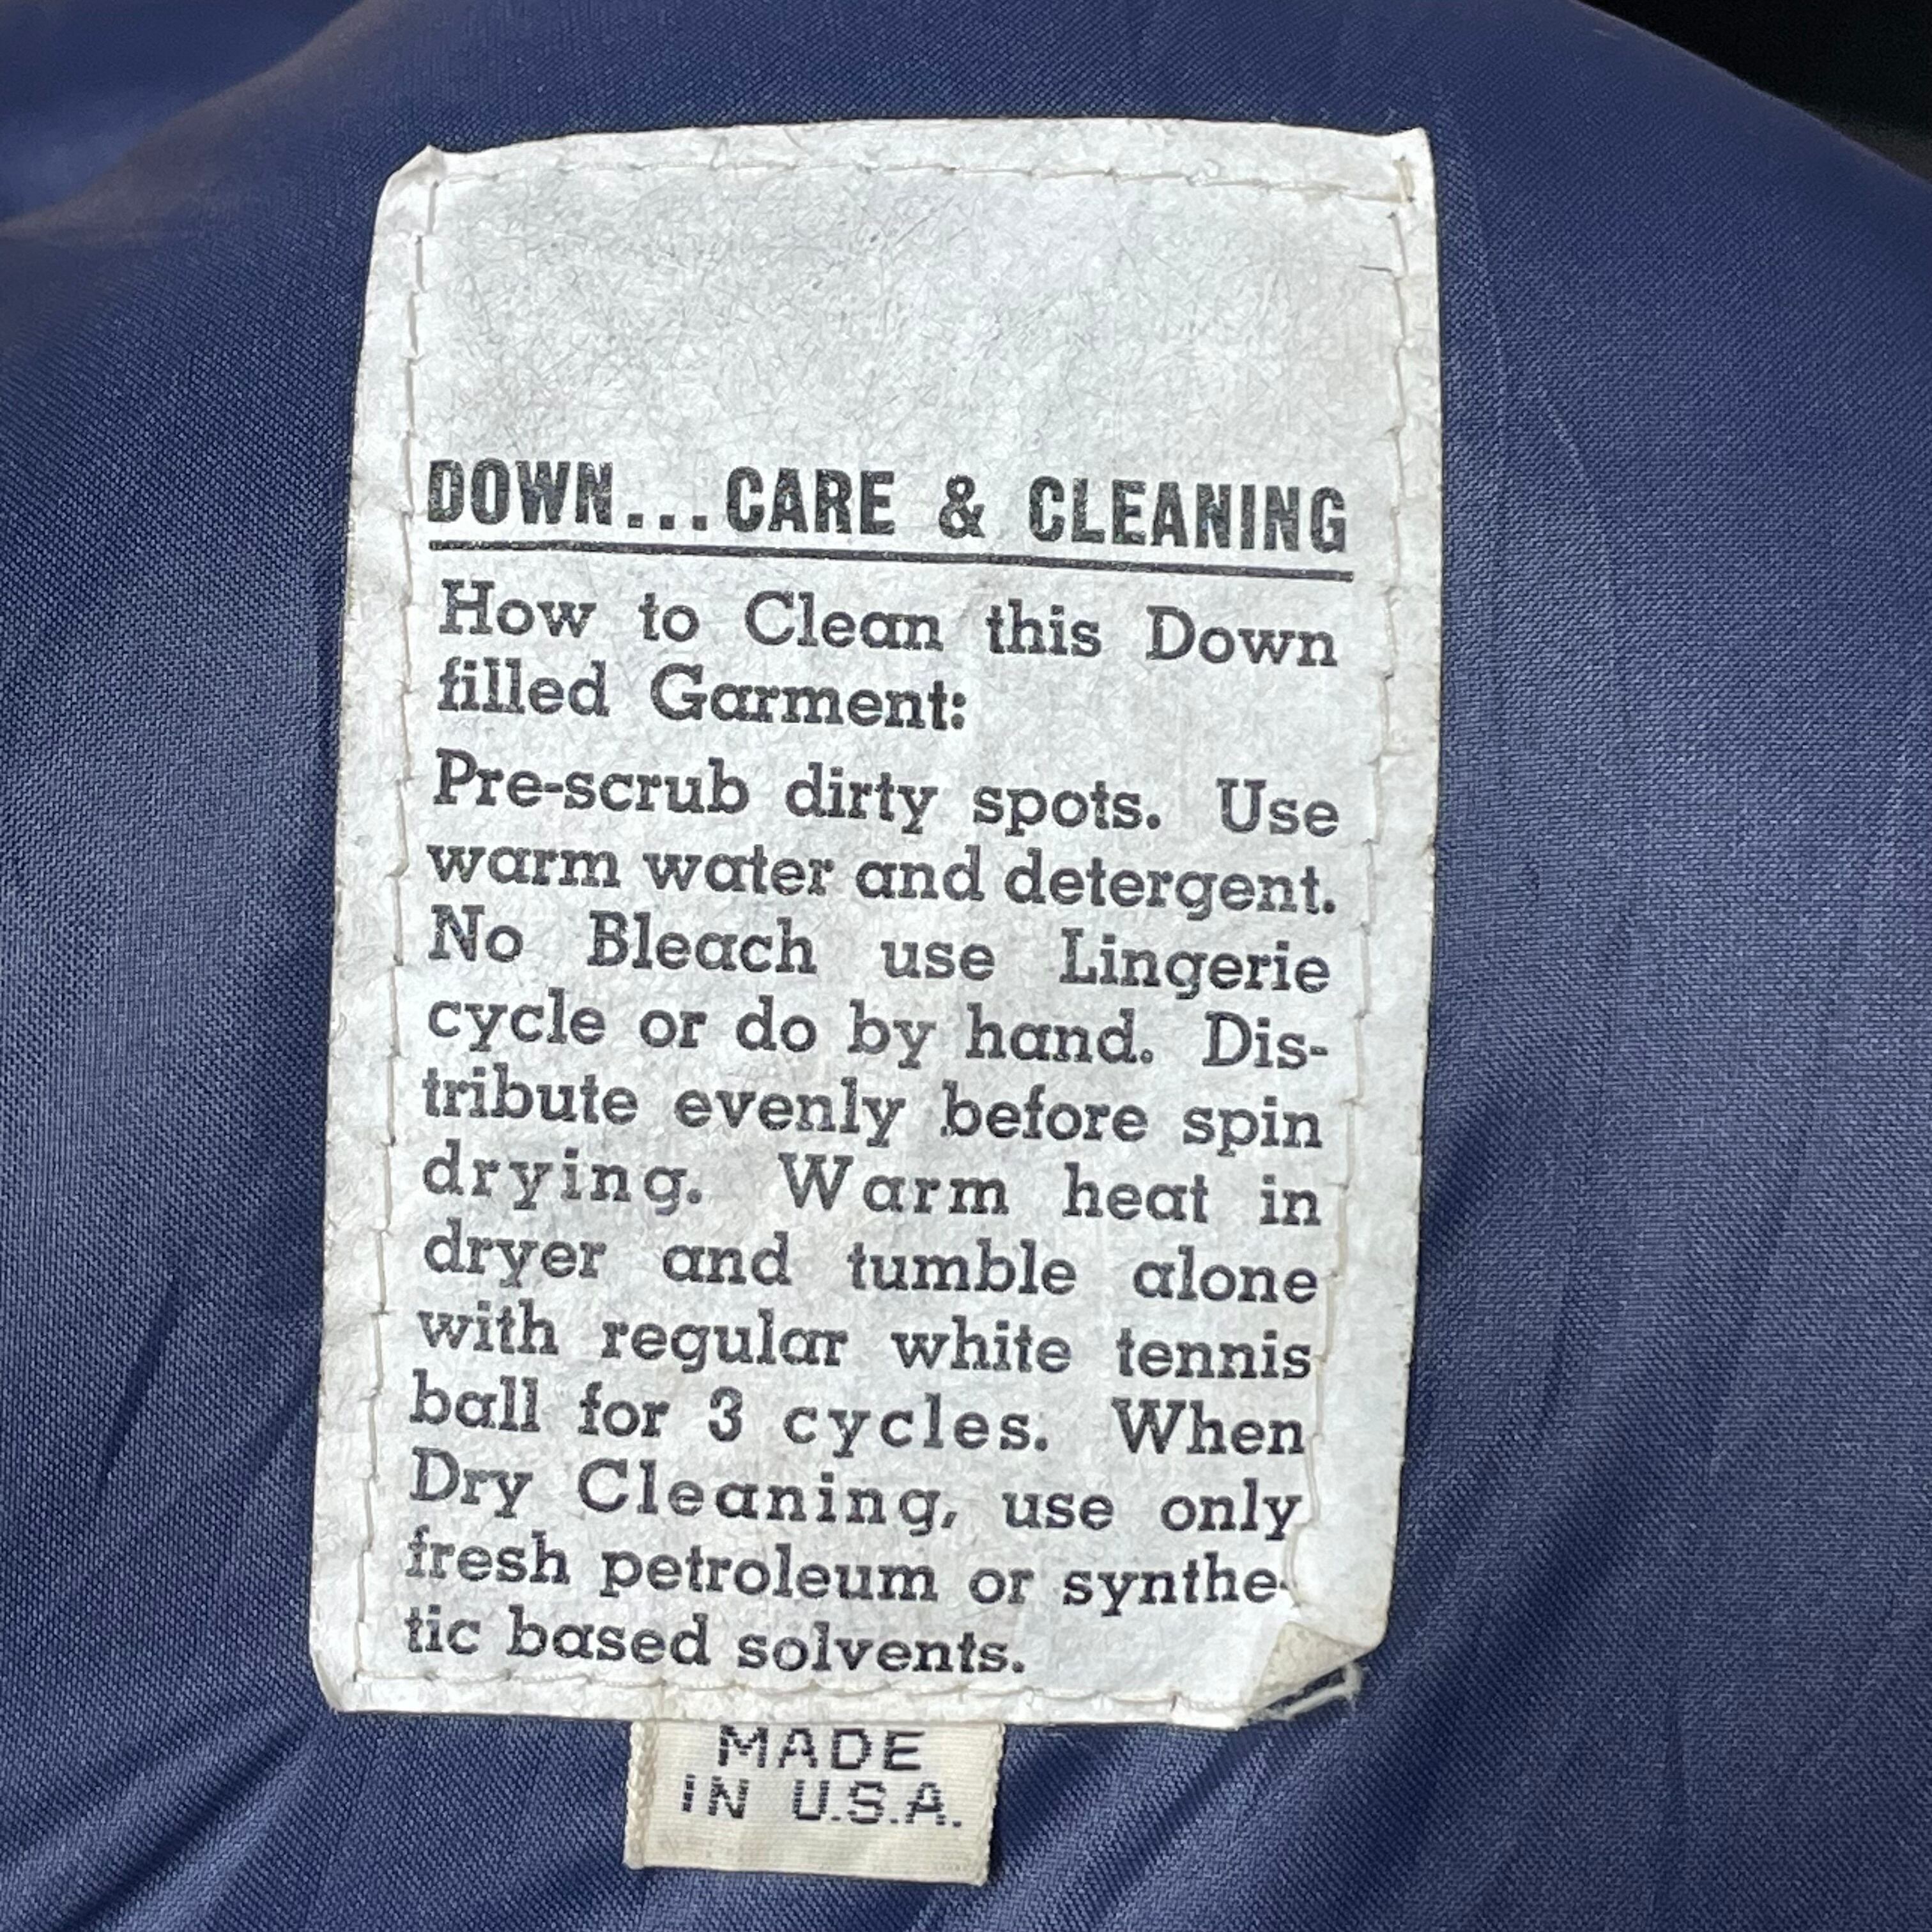 DOWN...CARE & CLEANING
How to Clean this Down
filled Garment:
Pre-scrub dirty spots. Use
warm water and detergent.
No Bleach use Lingerie
cycle or do by hand. Dis-
tribute evenly before spin
drying. Warm heat in
dryer and tumble alone
with regular white tennis
ball for 3 cycles. When
Dry Cleaning, use only
fresh petroleum or synthe-
tic based solvents.
MADE
IN U.S.A.